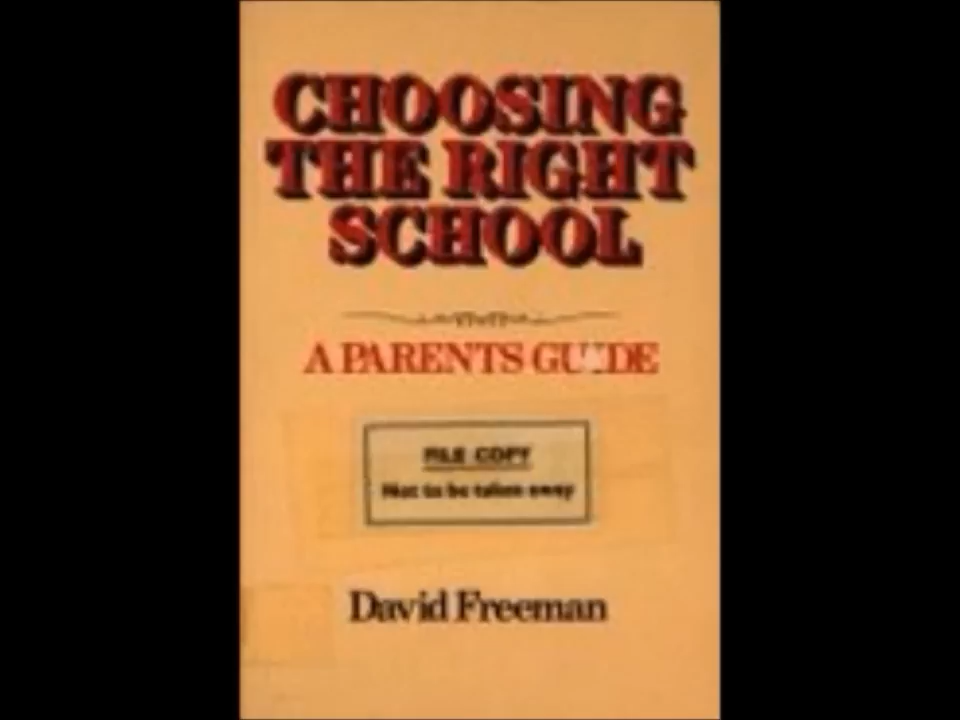 CHOOSING
THE RIGHT
SCHOOL
A PARENTS GUIDE
FILE COPY
Not to be taken away
David Freeman